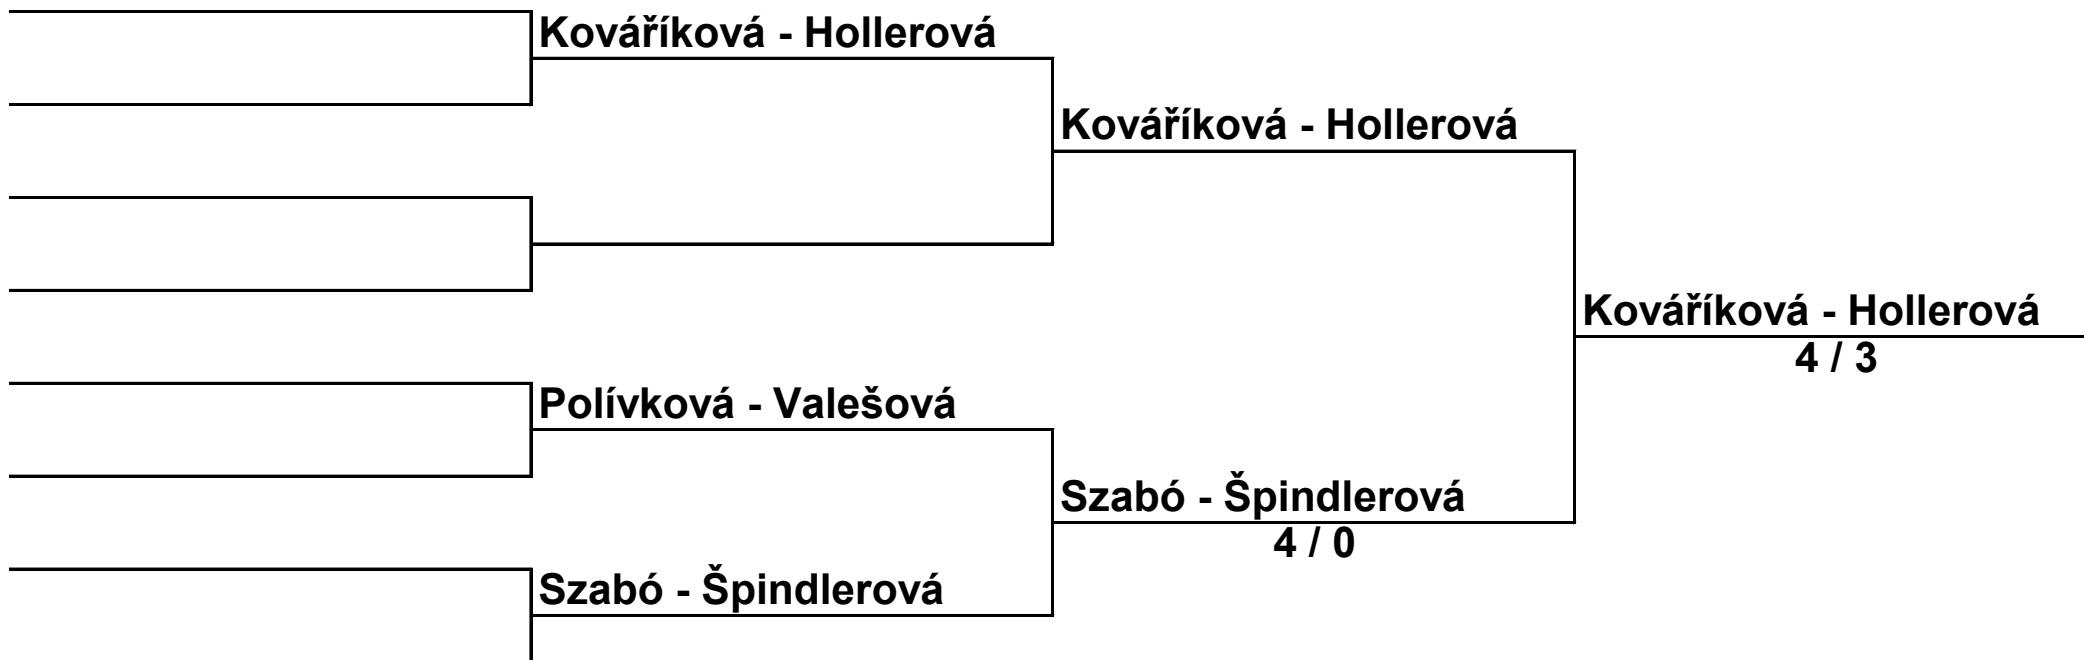 Kováříková - Hollerová
Kováříková - Hollerová
Kováříková - Hollerová
4 / 3
Polívková - Valešová
Szabó - Špindlerová
4 / 0
Szabó - Špindlerová